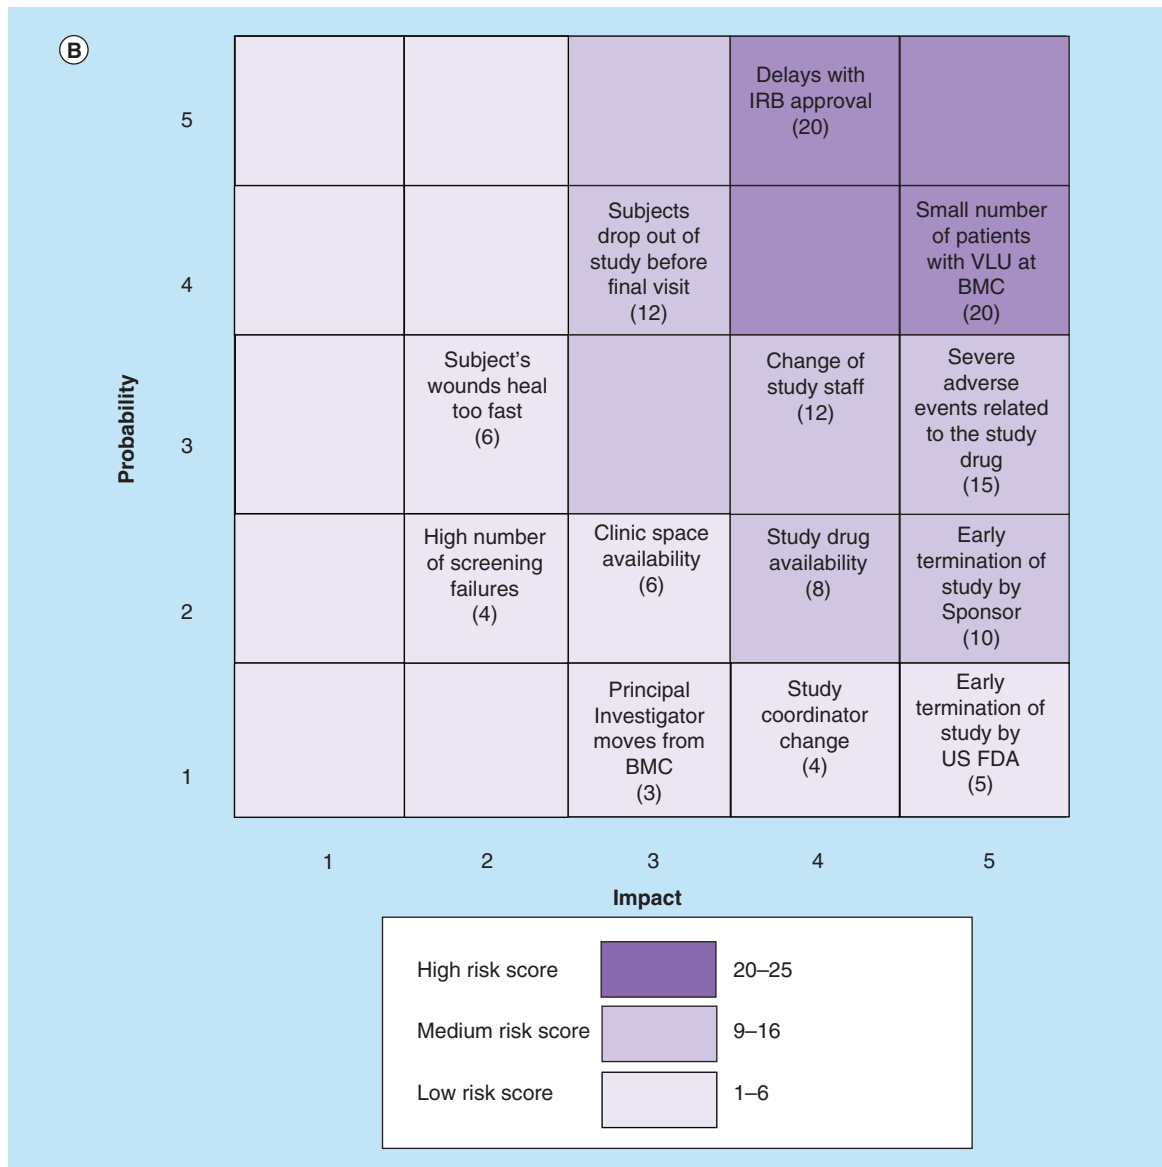 B
5
Delays with
IRB approval
(20)
4
Subjects
drop out of
study before
final visit
(12)
Small number
of patients
with VLU at
BMC
(20)
Probability
3
Subject’s
wounds heal
too fast
(6)
Change of
study staff
(12)
Severe
adverse
events related
to the study
drug
(15)
2
High number
of screening
failures
(4)
Clinic space
availability
(6)
Study drug
availability
(8)
Early
termination of
study by
Sponsor
(10)
1
Principal
Investigator
moves from
BMC
(3)
Study
coordinator
change
(4)
Early
termination of
study by
US FDA
(5)
1 2 3 4 5
Impact
High risk score 20–25
Medium risk score 9–16
Low risk score 1–6